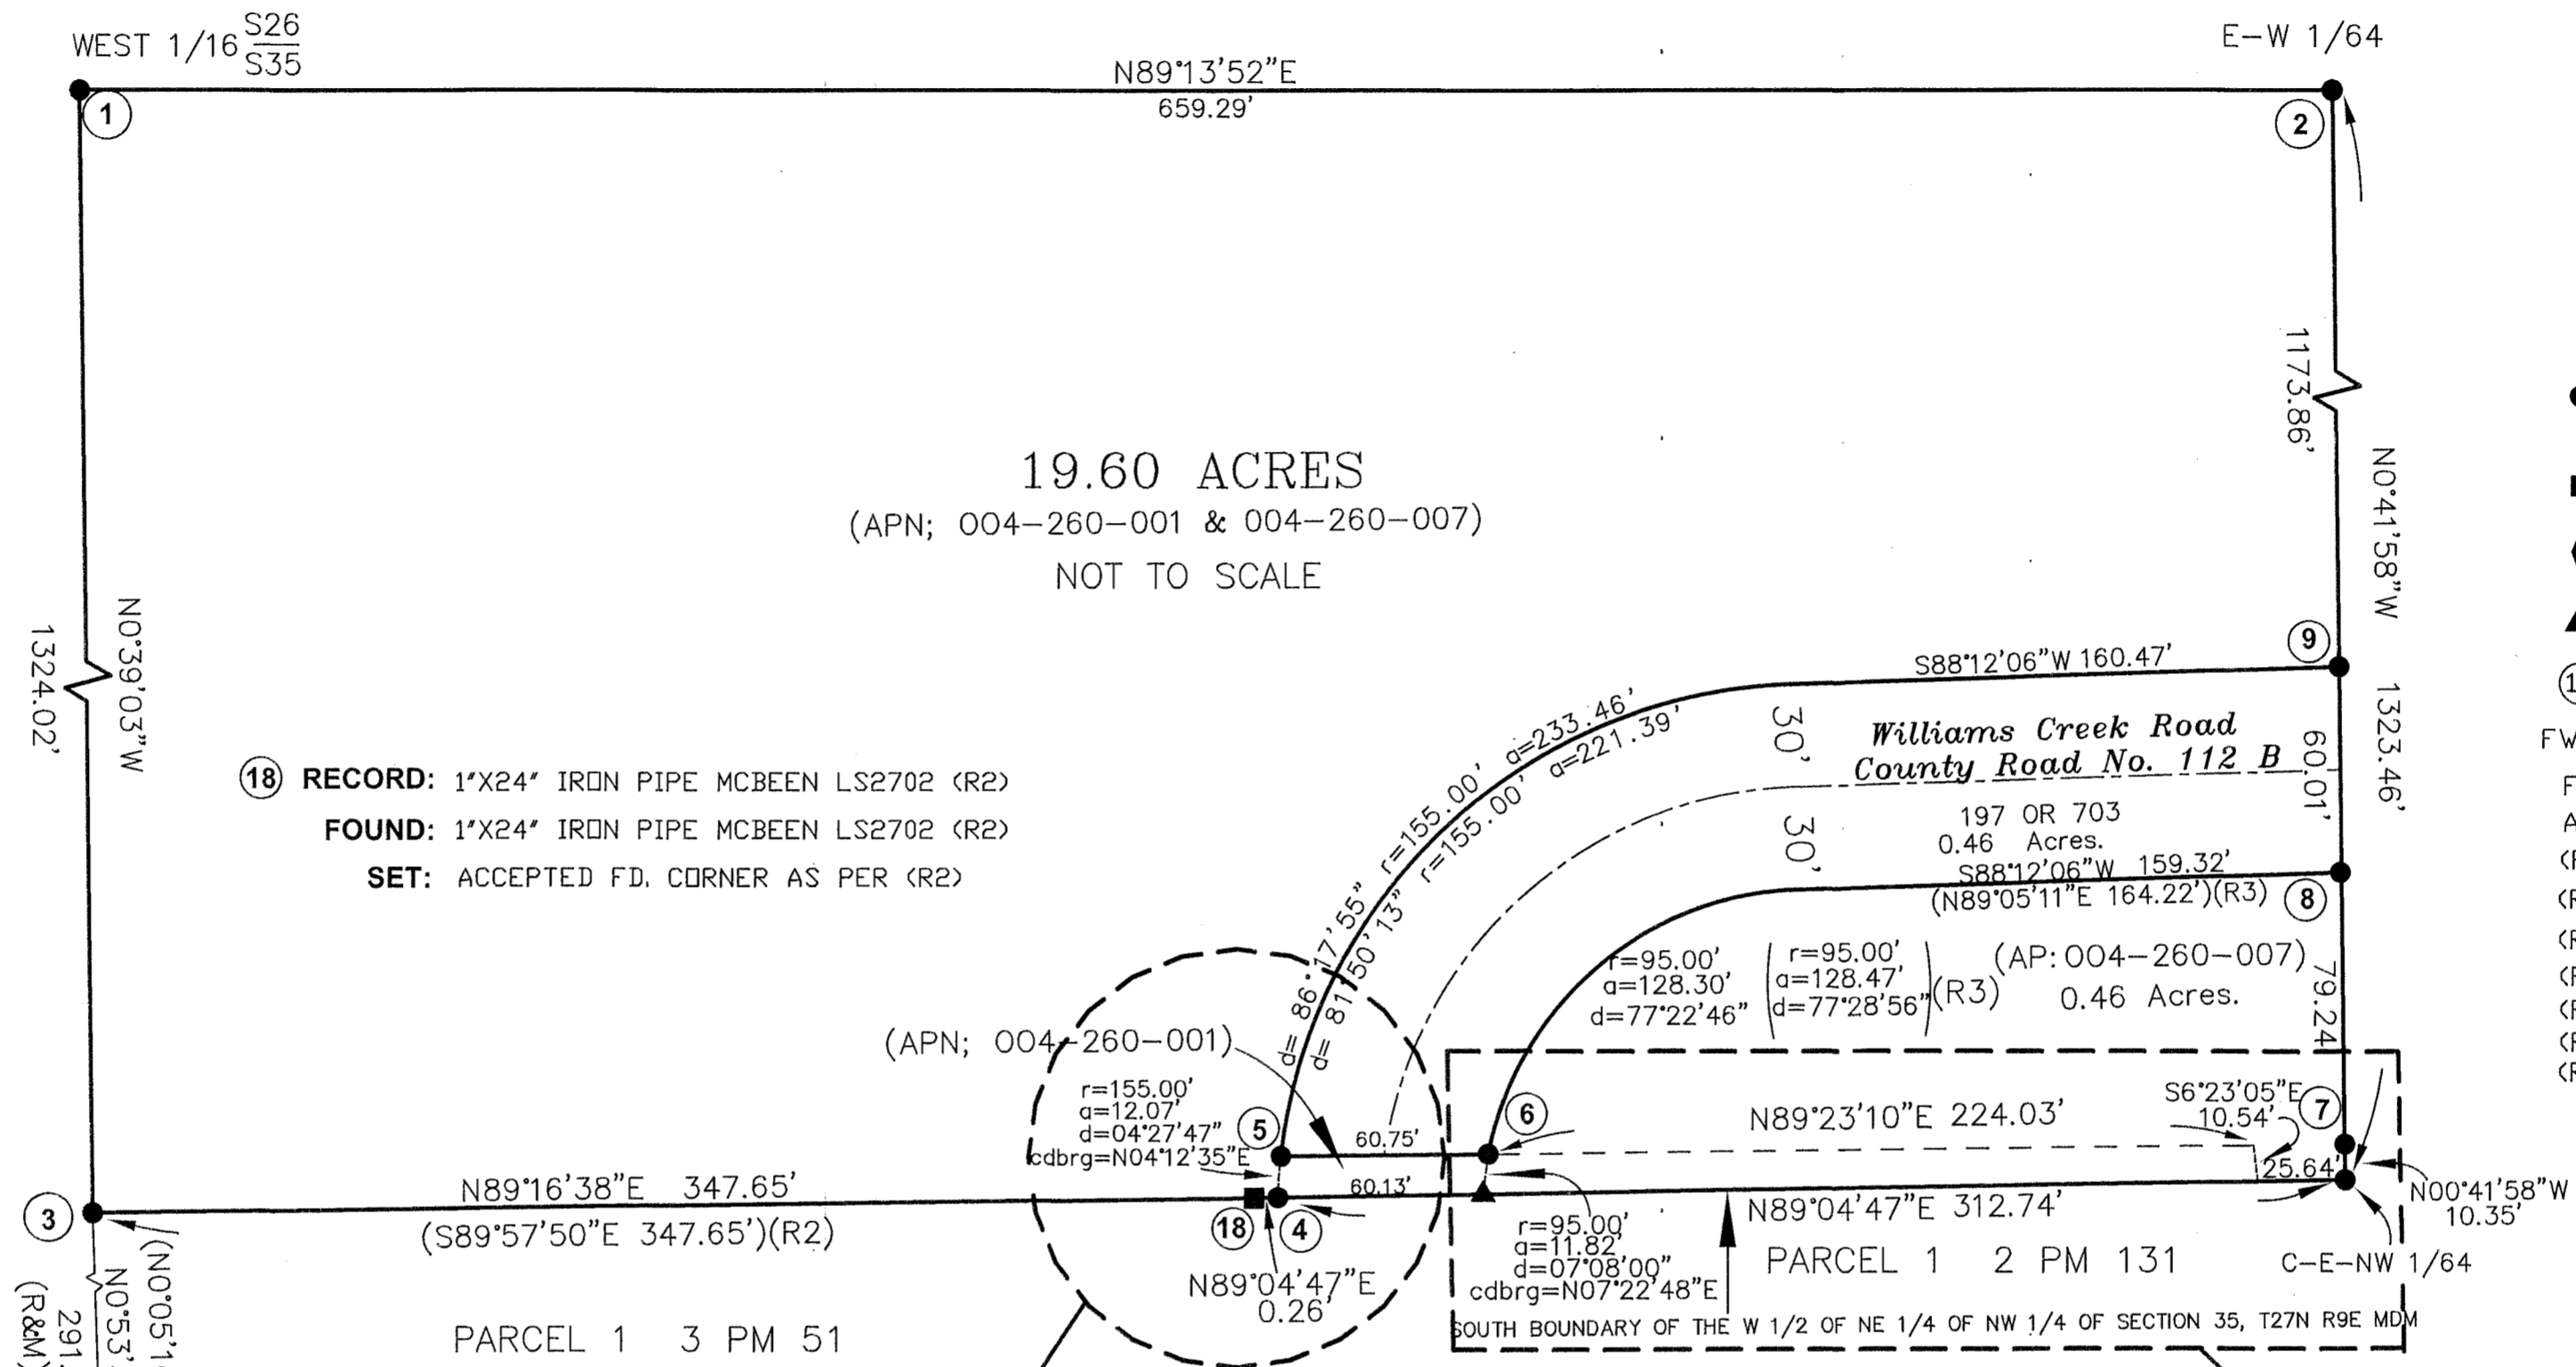 WEST 1/16 S26
S35
E-W 1/64
N89°13'52"E
659.29'
1
2
1173.86'
N0°41'58"W 1323.46'
19.60 ACRES
(APN; OO4-260-001 & 004-260-007)
NOT TO SCALE
N0°39'03"W
1324.02'
18 RECORD: 1"X24" IRON PIPE MCBEEN LS2702 (R2)
FOUND: 1"X24" IRON PIPE MCBEEN LS2702 (R2)
SET: ACCEPTED FD. CORNER AS PER (R2)
9
S88°12'06"W 160.47'
d= 86°17'55" r=155.00' a=233.46'
d= 81°50'13" r=155.00' a=221.39'
30'
Williams Creek Road
County Road No. 112 B
60.01'
30'
197 OR 703
0.46 Acres.
S88°12'06"W 159.32'
(N89°05'11"E 164.22')(R3)
8
r=95.00'
a=128.30'
d=77°22'46"
(r=95.00'
a=128.47'
d=77°28'56")(R3)
(AP:OO4-260-007)
0.46 Acres.
79.24'
(APN; OO4-260-001)
r=155.00'
a=12.07'
d=04°27'47"
cdbrg=N04°12'35"E
5
60.75'
6
N89°23'10"E 224.03'
S6°23'05"E
10.54'
7
25.64'
N00°41'58"W
10.35'
3
N89°16'38"E 347.65'
(S89°57'50"E 347.65')(R2)
60.13'
18
4
N89°04'47"E
0.26'
r=95.00'
a=11.82'
d=07°08'00"
cdbrg=N07°22'48"E
N89°04'47"E 312.74'
PARCEL 1 2 PM 131
C-E-NW 1/64
SOUTH BOUNDARY OF THE W 1/2 OF NE 1/4 OF NW 1/4 OF SECTION 35, T27N R9E MDM
PARCEL 1 3 PM 51
(N0°05'1
N0°53'
291.
(R&M)
FW